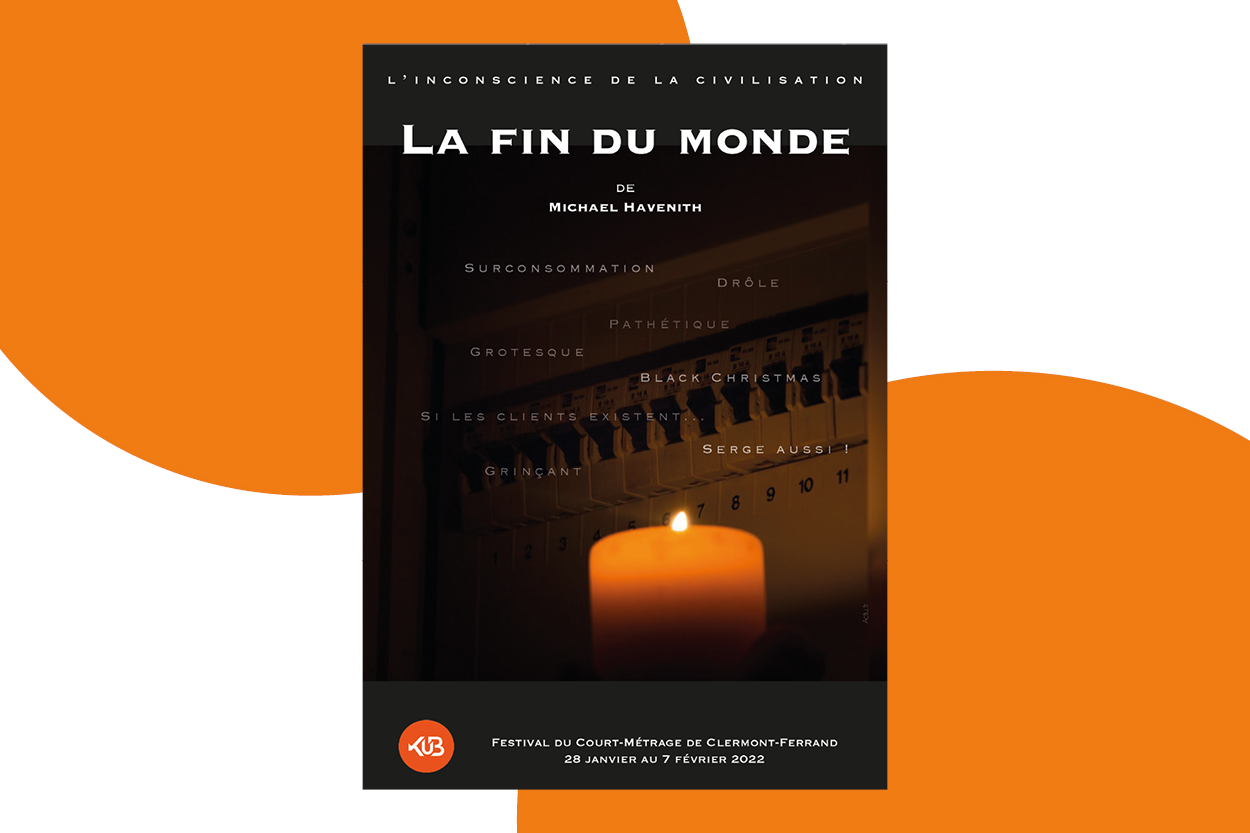 L'INCONSCIENCE DE LA CIVILISATION
LA FIN DU MONDE
DE
MICHAEL HAVENITH
SURCONSOMMATION
DRÔLE
PATHÉTIQUE
GROTESQUE
BLACK CHRISTMAS
SI LES CLIENTS EXISTENT...
SERGE AUSSI !
GRINÇANT
1 2 3 4 5 6 7 8 9 10 11
KUB
FESTIVAL DU COURT-MÉTRAGE DE CLERMONT-FERRAND
28 JANVIER AU 7 FÉVRIER 2022